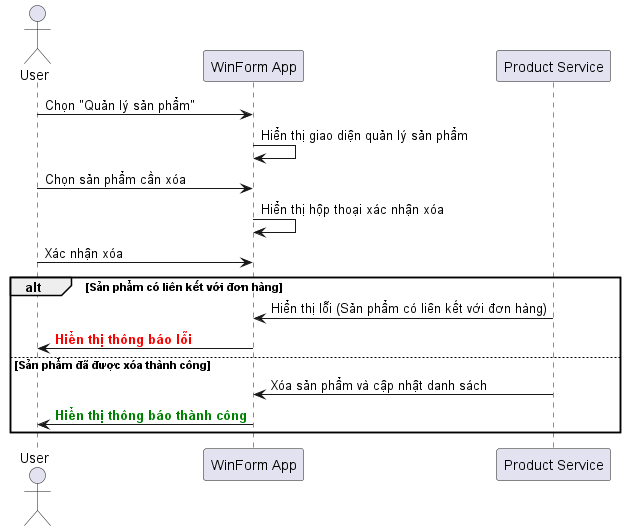 User
WinForm App
Product Service
Chọn "Quản lý sản phẩm"
Hiển thị giao diện quản lý sản phẩm
Chọn sản phẩm cần xóa
Hiển thị hộp thoại xác nhận xóa
Xác nhận xóa
alt [Sản phẩm có liên kết với đơn hàng]
Hiển thị lỗi (Sản phẩm có liên kết với đơn hàng)
Hiển thị thông báo lỗi
[Sản phẩm đã được xóa thành công]
Xóa sản phẩm và cập nhật danh sách
Hiển thị thông báo thành công
User
WinForm App
Product Service